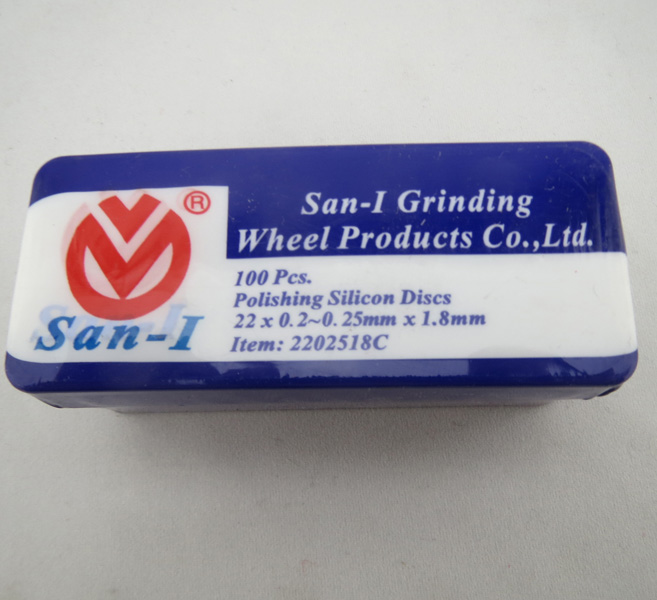 ®
San-I
San-I Grinding
Wheel Products Co.,Ltd.
100 Pcs.
Polishing Silicon Discs
22 x 0.2~0.25mm x 1.8mm
Item: 2202518C